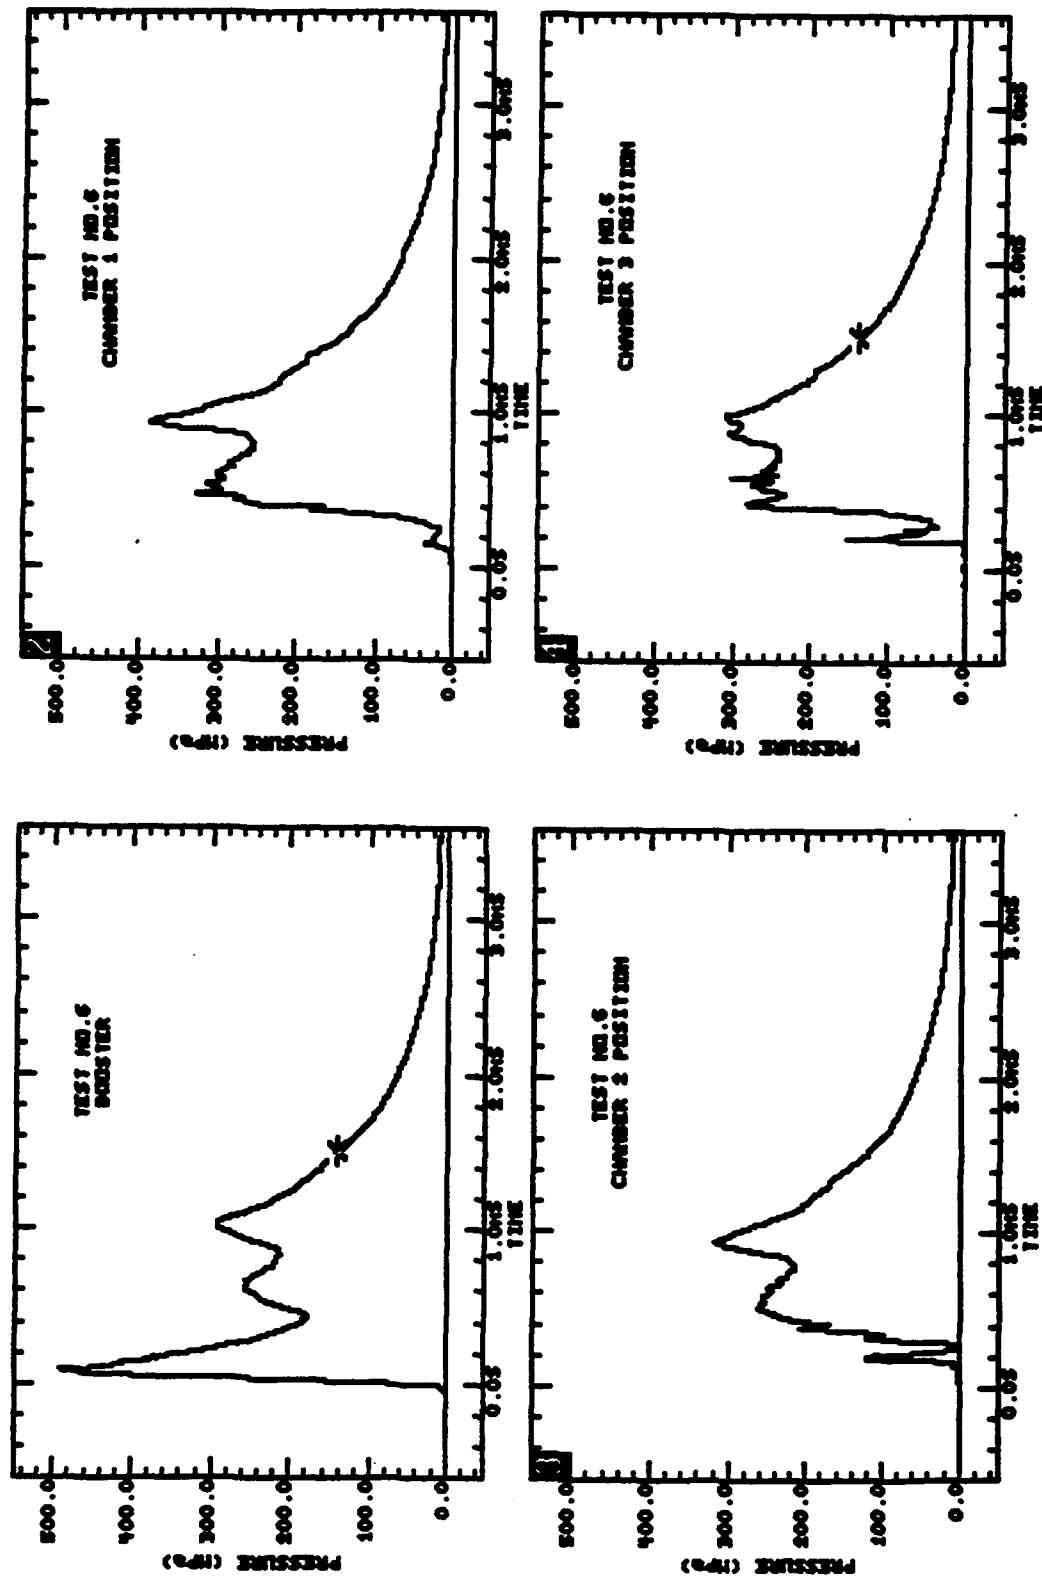 TEST NO.6
BOOSTER
500.0
400.0
300.0
200.0
100.0
0.0
PRESSURE (MPa)
0.0S
1.0MS
2.0MS
3.0MS
TIME
TEST NO.6
CHAMBER 1 POSITION
500.0
400.0
300.0
200.0
100.0
0.0
PRESSURE (MPa)
0.0S
1.0MS
2.0MS
3.0MS
TIME
TEST NO.6
CHAMBER 2 POSITION
500.0
400.0
300.0
200.0
100.0
0.0
PRESSURE (MPa)
0.0S
1.0MS
2.0MS
3.0MS
TIME
TEST NO.6
CHAMBER 3 POSITION
500.0
400.0
300.0
200.0
100.0
0.0
PRESSURE (MPa)
0.0S
1.0MS
2.0MS
3.0MS
TIME